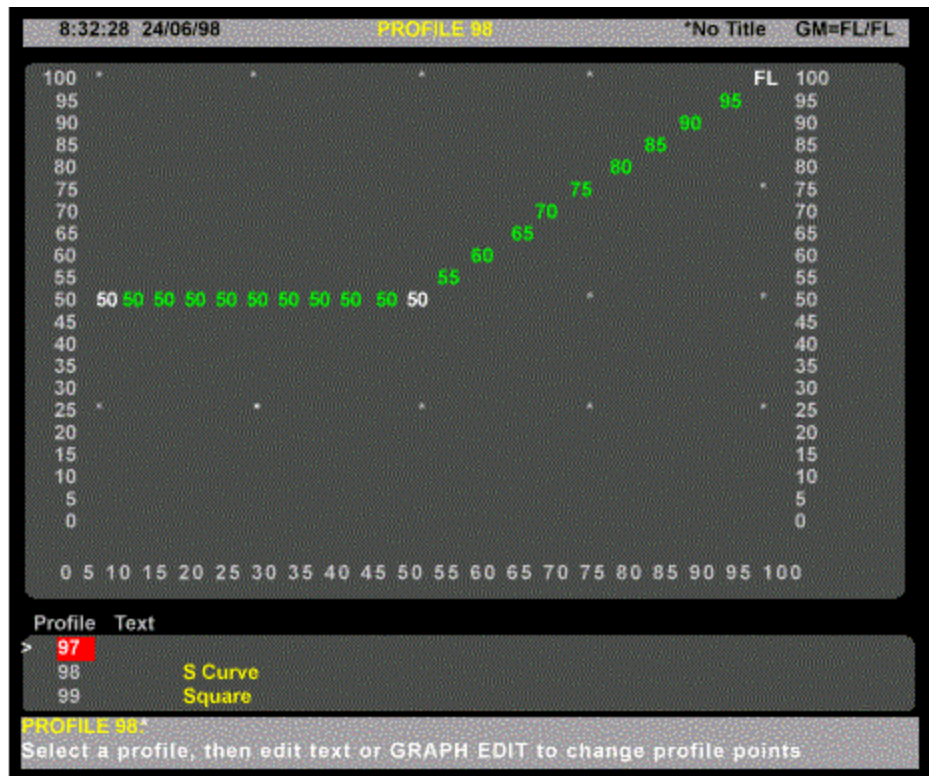 8:32:28 24/06/98 PROFILE 98 *No Title GM=FL/FL
100 * * * * FL 100
95 95 95
90 90 90
85 85 85
80 80 80
75 75 * 75
70 70 70
65 65 65
60 60 60
55 55 55
50 50 50 50 50 50 50 50 50 50 50 50 * * 50
45 45
40 40
35 35
30 30
25 * * * * * 25
20 20
15 15
10 10
5 5
0 0
0 5 10 15 20 25 30 35 40 45 50 55 60 65 70 75 80 85 90 95 100
Profile Text
> 97
98 S Curve
99 Square
PROFILE 98:*
Select a profile, then edit text or GRAPH EDIT to change profile points